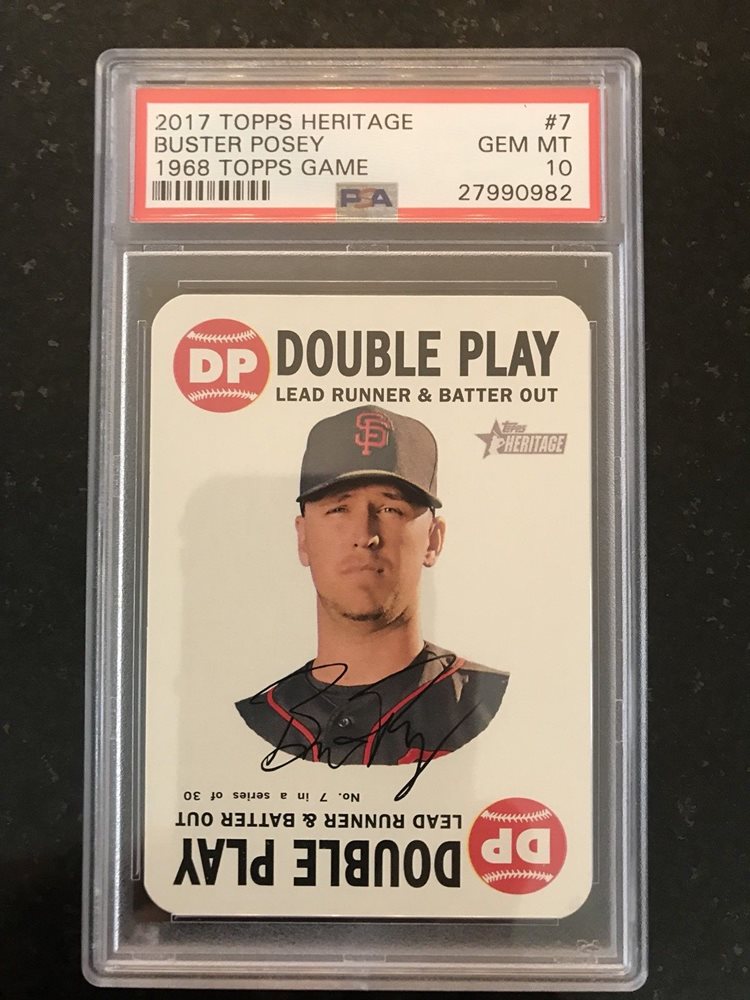 2017 TOPPS HERITAGE #7
BUSTER POSEY GEM MT
1968 TOPPS GAME 10
PSA 27990982
DP DOUBLE PLAY
LEAD RUNNER & BATTER OUT
Topps
HERITAGE
SF
No. 7 in a series of 30
LEAD RUNNER & BATTER OUT
DOUBLE PLAY DP